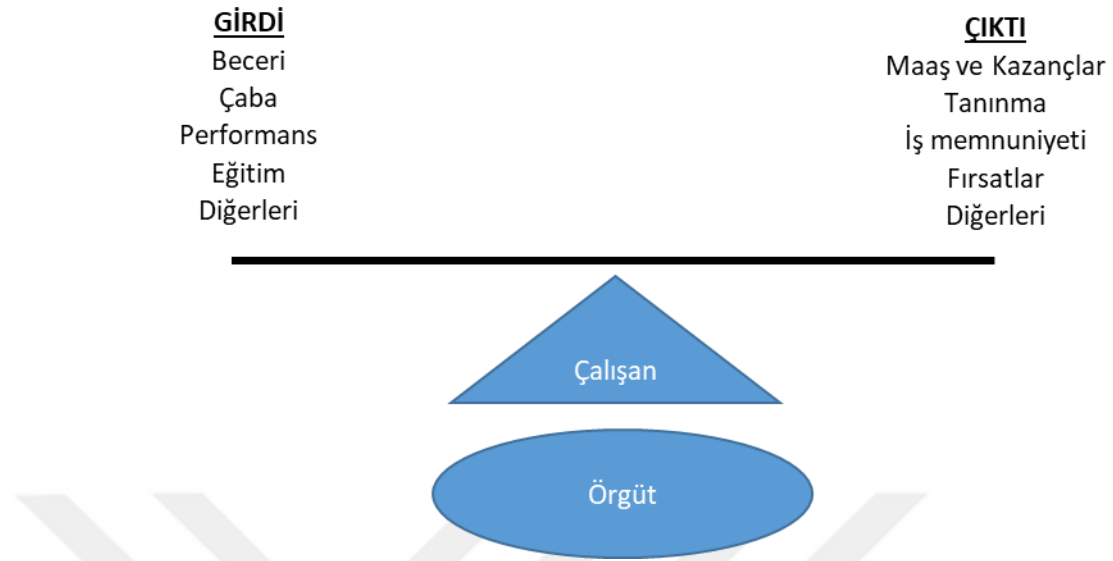 GİRDİ
Beceri
Çaba
Performans
Eğitim
Diğerleri
ÇIKTI
Maaş ve Kazançlar
Tanınma
İş memnuniyeti
Fırsatlar
Diğerleri
Çalışan
Örgüt